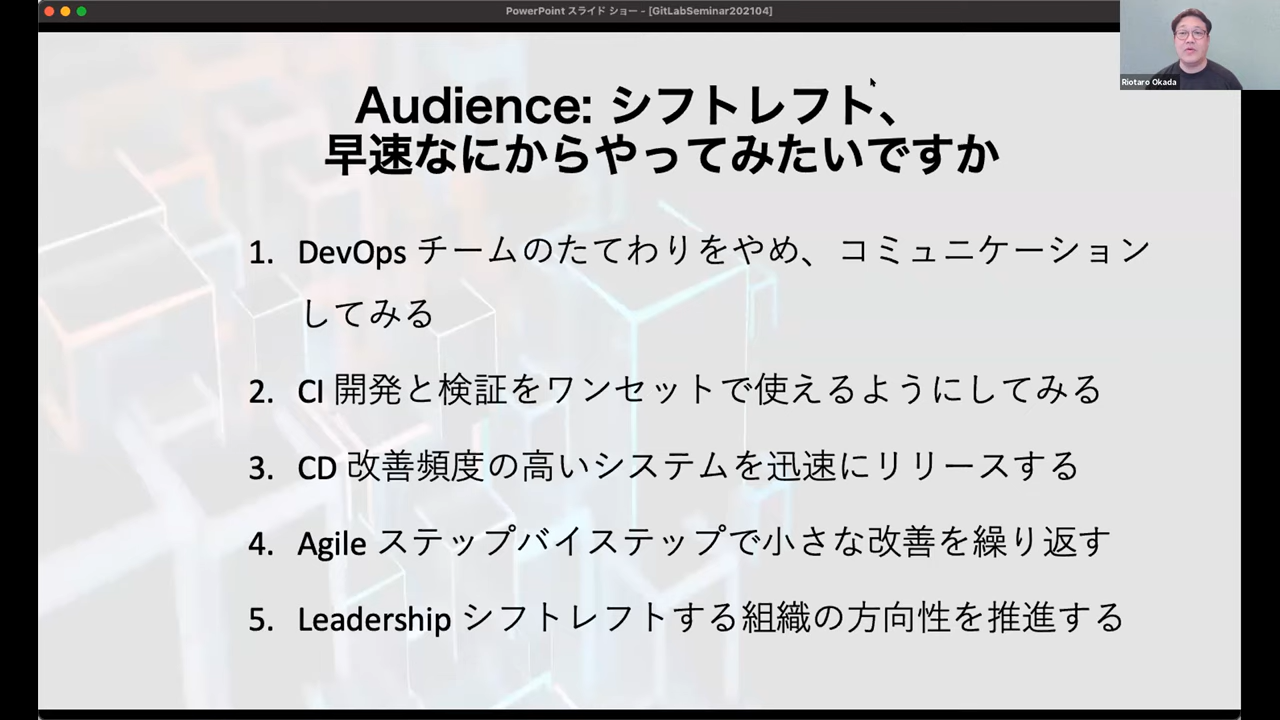 PowerPoint スライド ショー - [GitLabSeminar202104]
Riotaro Okada
Audience: シフトレフト、
早速なにからやってみたいですか
1. DevOps チームのたてわりをやめ、コミュニケーション
してみる
2. CI 開発と検証をワンセットで使えるようにしてみる
3. CD 改善頻度の高いシステムを迅速にリリースする
4. Agile ステップバイステップで小さな改善を繰り返す
5. Leadership シフトレフトする組織の方向性を推進する